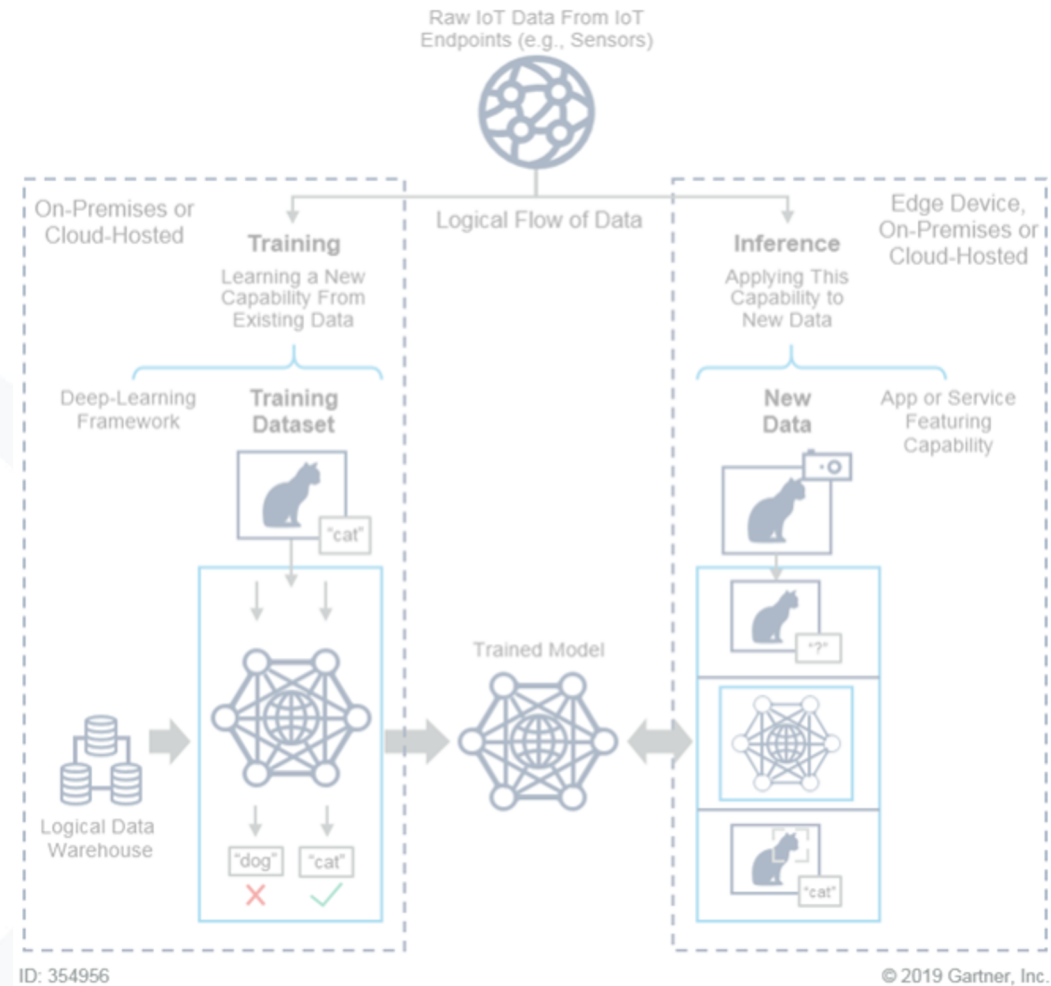 Raw IoT Data From IoT
Endpoints (e.g., Sensors)
On-Premises or
Cloud-Hosted
Logical Flow of Data
Edge Device,
On-Premises or
Cloud-Hosted
Training
Learning a New
Capability From
Existing Data
Inference
Applying This
Capability to
New Data
Deep-Learning
Framework
Training
Dataset
New
Data
App or Service
Featuring
Capability
"cat"
"?"
Trained Model
Logical Data
Warehouse
"dog"
"cat"
"cat"
ID: 354956
© 2019 Gartner, Inc.